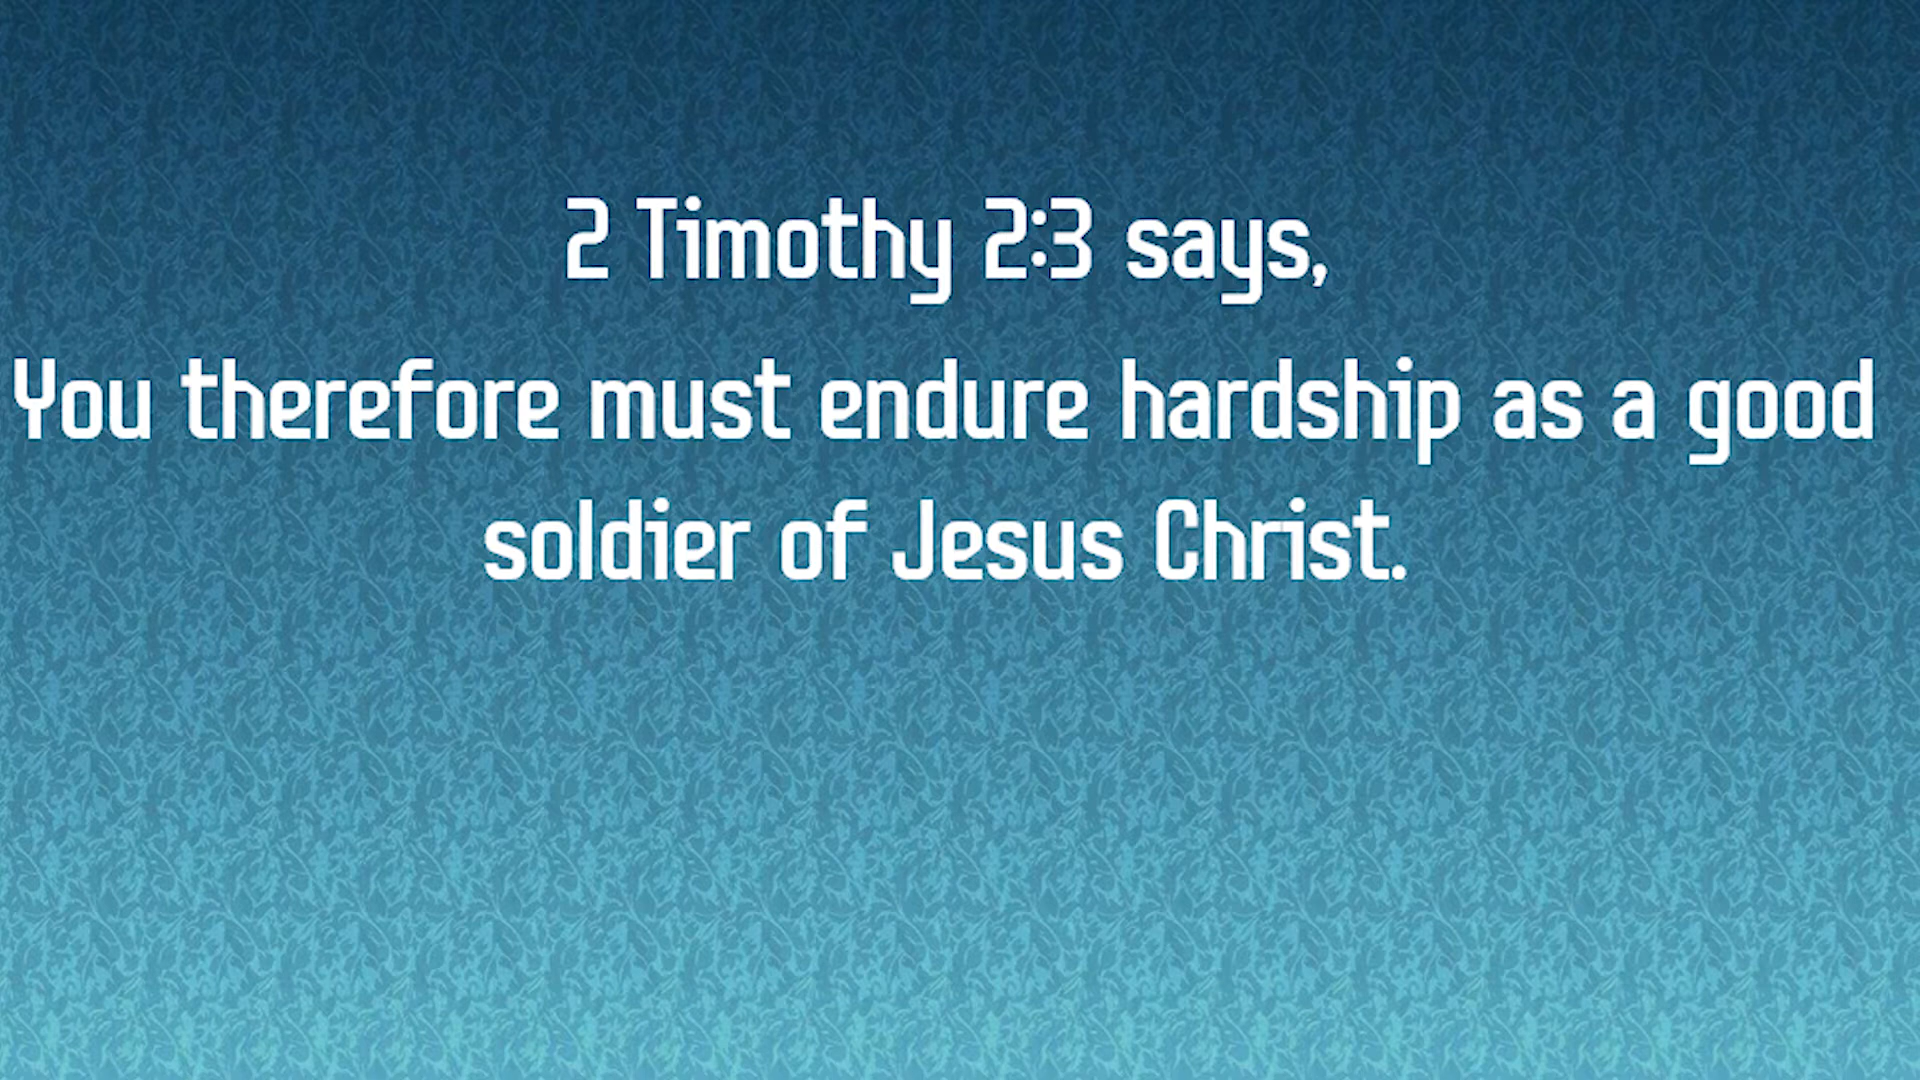 2 Timothy 2:3 says,
You therefore must endure hardship as a good
soldier of Jesus Christ.